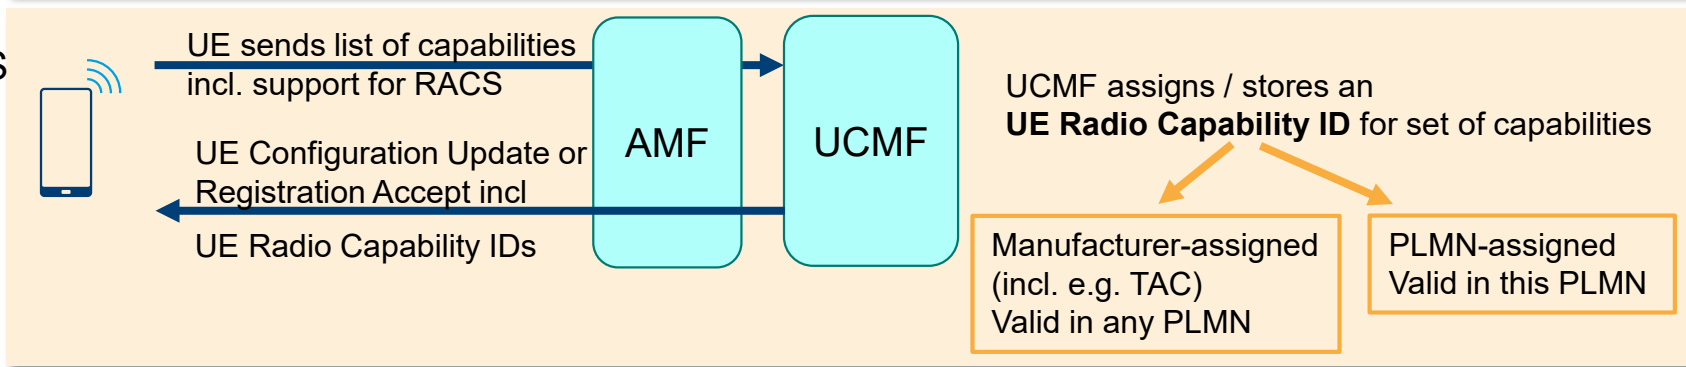 s
UE sends list of capabilities
incl. support for RACS
UE Configuration Update or
Registration Accept incl
UE Radio Capability IDs
AMF
UCMF
UCMF assigns / stores an
UE Radio Capability ID for set of capabilities
Manufacturer-assigned
(incl. e.g. TAC)
Valid in any PLMN
PLMN-assigned
Valid in this PLMN